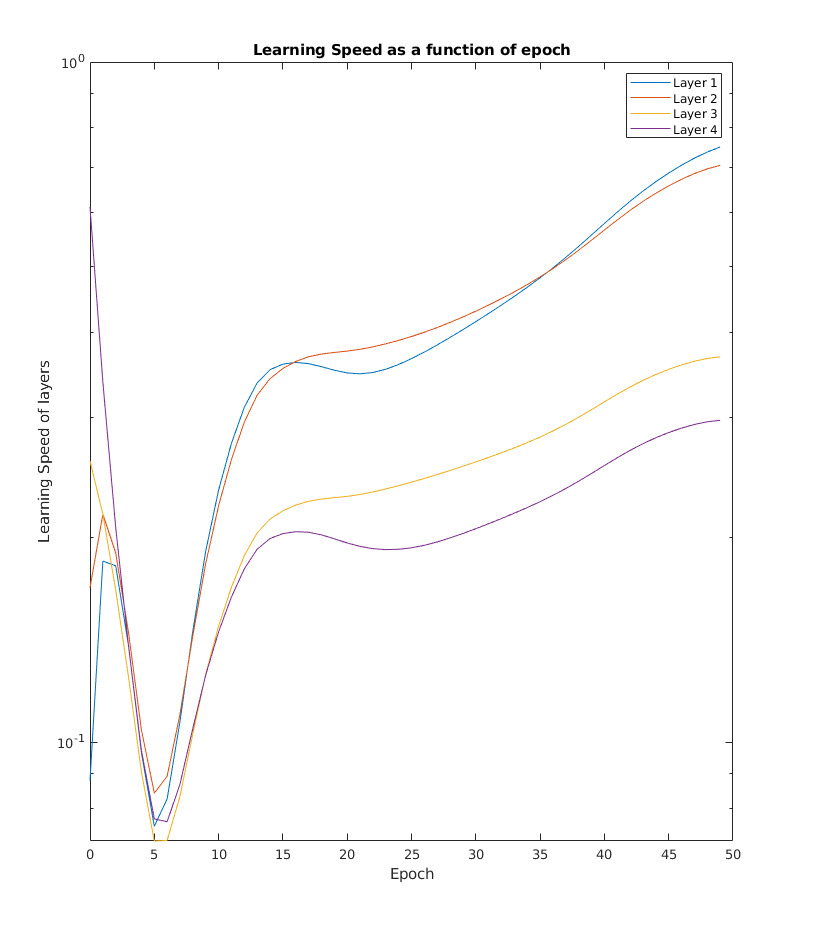 Learning Speed as a function of epoch
10^0
Layer 1
Layer 2
Layer 3
Layer 4
Learning Speed of layers
10^-1
0 5 10 15 20 25 30 35 40 45 50
Epoch